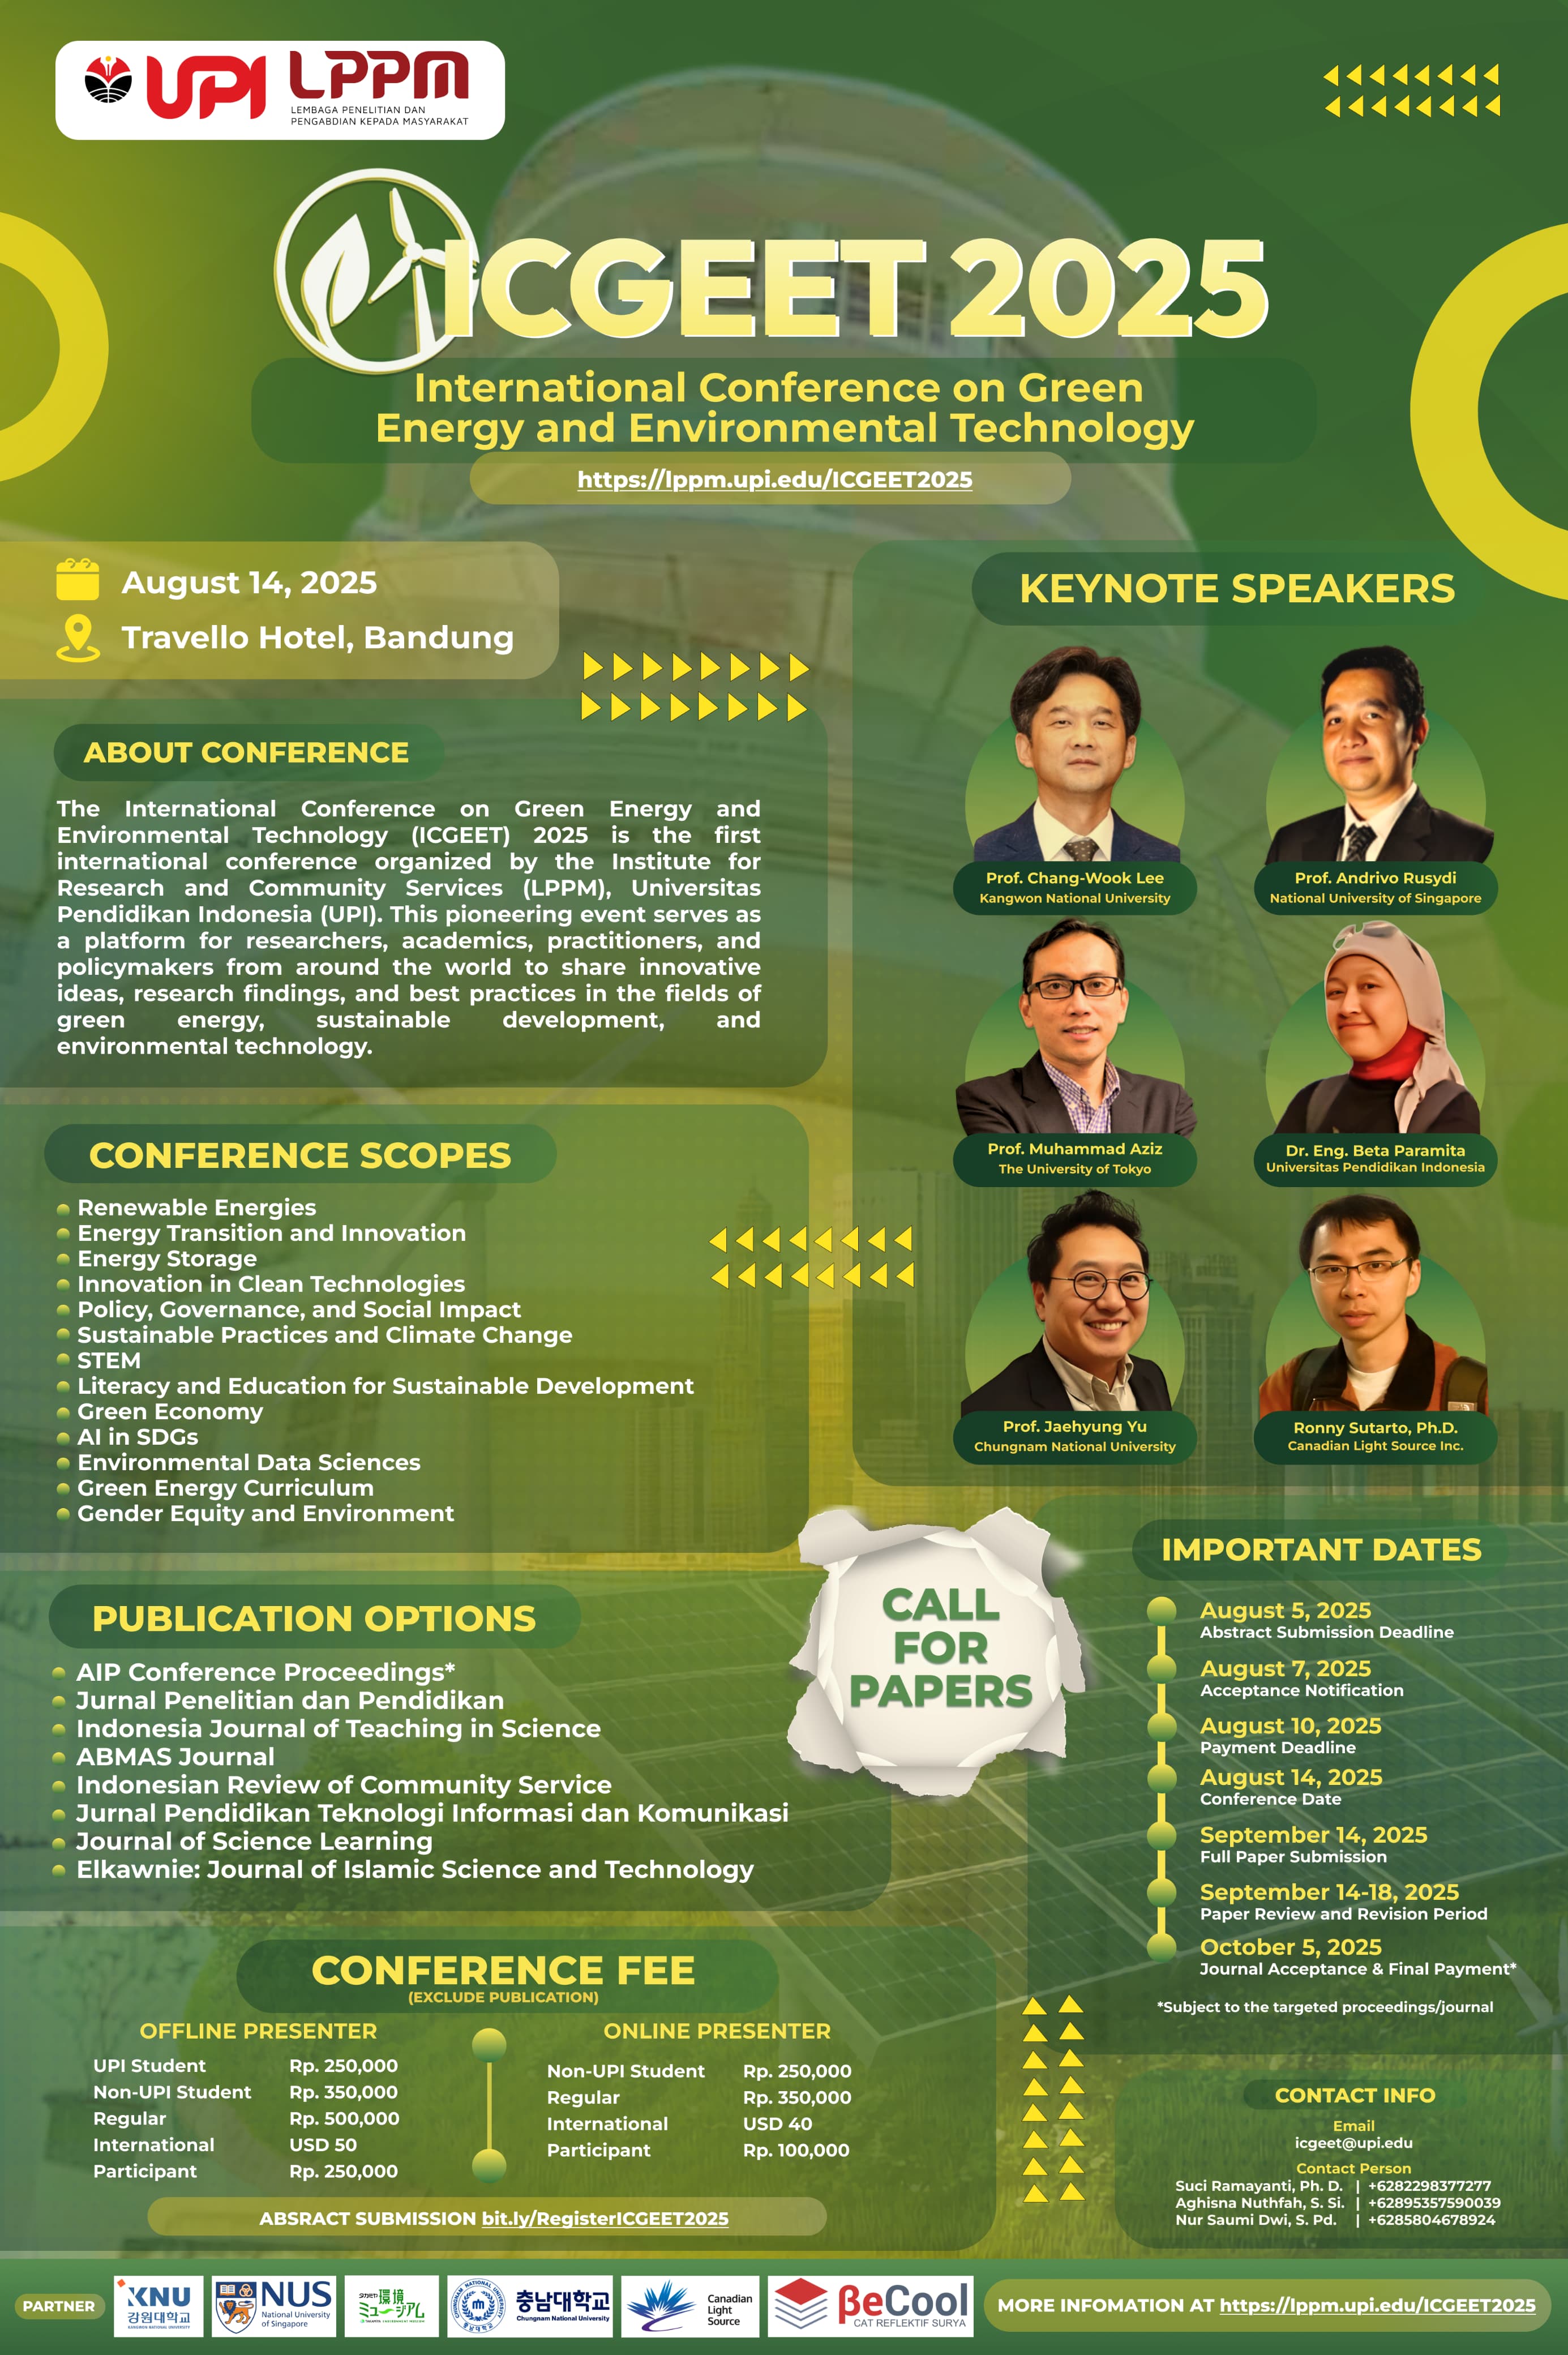 UPI LPPM
LEMBAGA PENELITIAN DAN
PENGABDIAN KEPADA MASYARAKAT
ICGEET 2025
International Conference on Green
Energy and Environmental Technology
https://lppm.upi.edu/ICGEET2025
August 14, 2025
Travello Hotel, Bandung
ABOUT CONFERENCE
The International Conference on Green Energy and
Environmental Technology (ICGEET) 2025 is the first
international conference organized by the Institute for
Research and Community Services (LPPM), Universitas
Pendidikan Indonesia (UPI). This pioneering event serves as
a platform for researchers, academics, practitioners, and
policymakers from around the world to share innovative
ideas, research findings, and best practices in the fields of
green energy, sustainable development, and
environmental technology.
CONFERENCE SCOPES
Renewable Energies
Energy Transition and Innovation
Energy Storage
Innovation in Clean Technologies
Policy, Governance, and Social Impact
Sustainable Practices and Climate Change
STEM
Literacy and Education for Sustainable Development
Green Economy
AI in SDGs
Environmental Data Sciences
Green Energy Curriculum
Gender Equity and Environment
PUBLICATION OPTIONS
AIP Conference Proceedings*
Jurnal Penelitian dan Pendidikan
Indonesia Journal of Teaching in Science
ABMAS Journal
Indonesian Review of Community Service
Jurnal Pendidikan Teknologi Informasi dan Komunikasi
Journal of Science Learning
Elkawnie: Journal of Islamic Science and Technology
KEYNOTE SPEAKERS
Prof. Chang-Wook Lee
Kangwon National University
Prof. Andrivo Rusydi
National University of Singapore
Prof. Muhammad Aziz
The University of Tokyo
Dr. Eng. Beta Paramita
Universitas Pendidikan Indonesia
Prof. Jaehyung Yu
Chungnam National University
Ronny Sutarto, Ph.D.
Canadian Light Source Inc.
CALL
FOR
PAPERS
IMPORTANT DATES
August 5, 2025
Abstract Submission Deadline
August 7, 2025
Acceptance Notification
August 10, 2025
Payment Deadline
August 14, 2025
Conference Date
September 14, 2025
Full Paper Submission
September 14-18, 2025
Paper Review and Revision Period
October 5, 2025
Journal Acceptance & Final Payment*
*Subject to the targeted proceedings/journal
CONFERENCE FEE
(EXCLUDE PUBLICATION)
OFFLINE PRESENTER
UPI Student Rp. 250,000
Non-UPI Student Rp. 350,000
Regular Rp. 500,000
International USD 50
Participant Rp. 250,000
ONLINE PRESENTER
Non-UPI Student Rp. 250,000
Regular Rp. 350,000
International USD 40
Participant Rp. 100,000
ABSRACT SUBMISSION bit.ly/RegisterICGEET2025
CONTACT INFO
Email
icgeet@upi.edu
Contact Person
Suci Ramayanti, Ph. D. | +6282298377277
Aghisna Nuthfah, S. Si. | +62895357590039
Nur Saumi Dwi, S. Pd. | +6285804678924
PARTNER
KNU
강원대학교
KANGWON NATIONAL UNIVERSITY
NUS
National University
of Singapore
環境
ミュージアム
충남대학교
Chungnam National University
Canadian
Light
Source
βeCool
CAT REFLEKTIF SURYA
MORE INFOMATION AT https://lppm.upi.edu/ICGEET2025